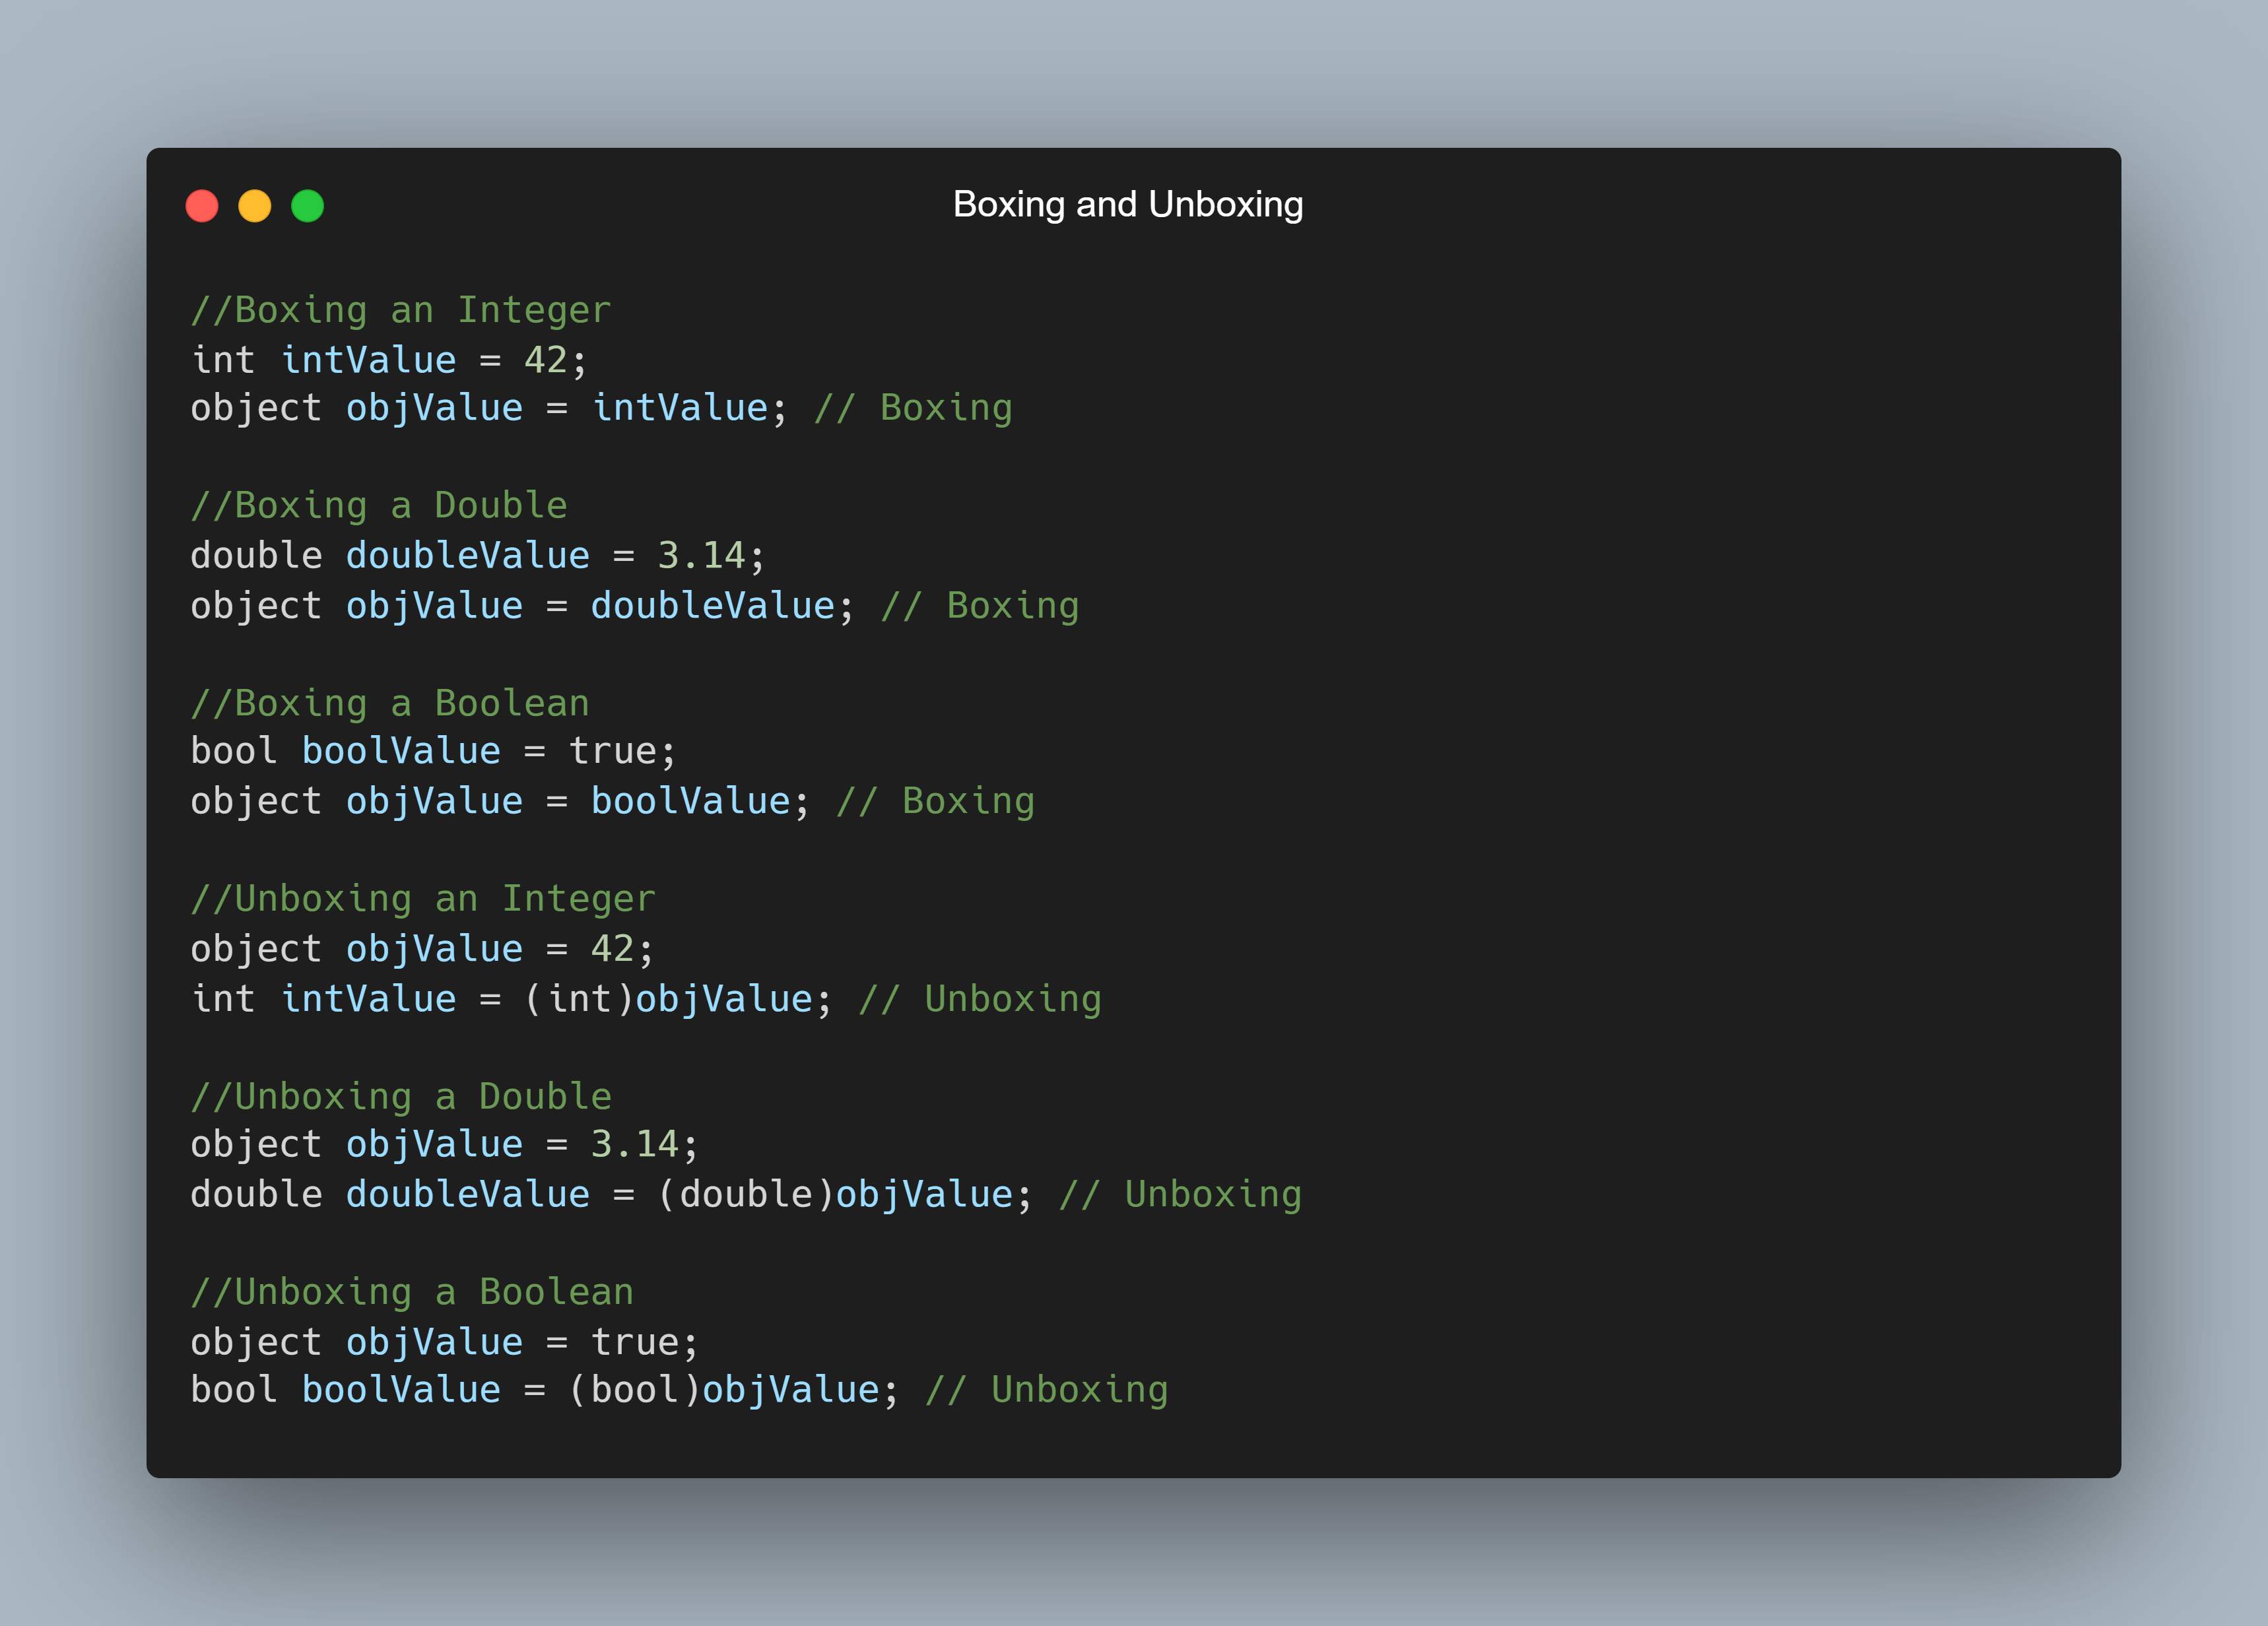 Boxing and Unboxing
//Boxing an Integer
int intValue = 42;
object objValue = intValue; // Boxing
//Boxing a Double
double doubleValue = 3.14;
object objValue = doubleValue; // Boxing
//Boxing a Boolean
bool boolValue = true;
object objValue = boolValue; // Boxing
//Unboxing an Integer
object objValue = 42;
int intValue = (int)objValue; // Unboxing
//Unboxing a Double
object objValue = 3.14;
double doubleValue = (double)objValue; // Unboxing
//Unboxing a Boolean
object objValue = true;
bool boolValue = (bool)objValue; // Unboxing